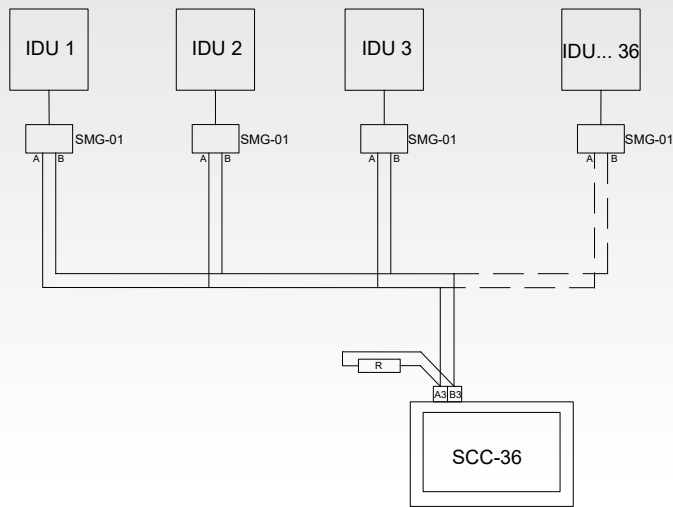 IDU 1
IDU 2
IDU 3
IDU... 36
SMG-01
SMG-01
SMG-01
SMG-01
A B
A B
A B
A B
R
A3 B3
SCC-36